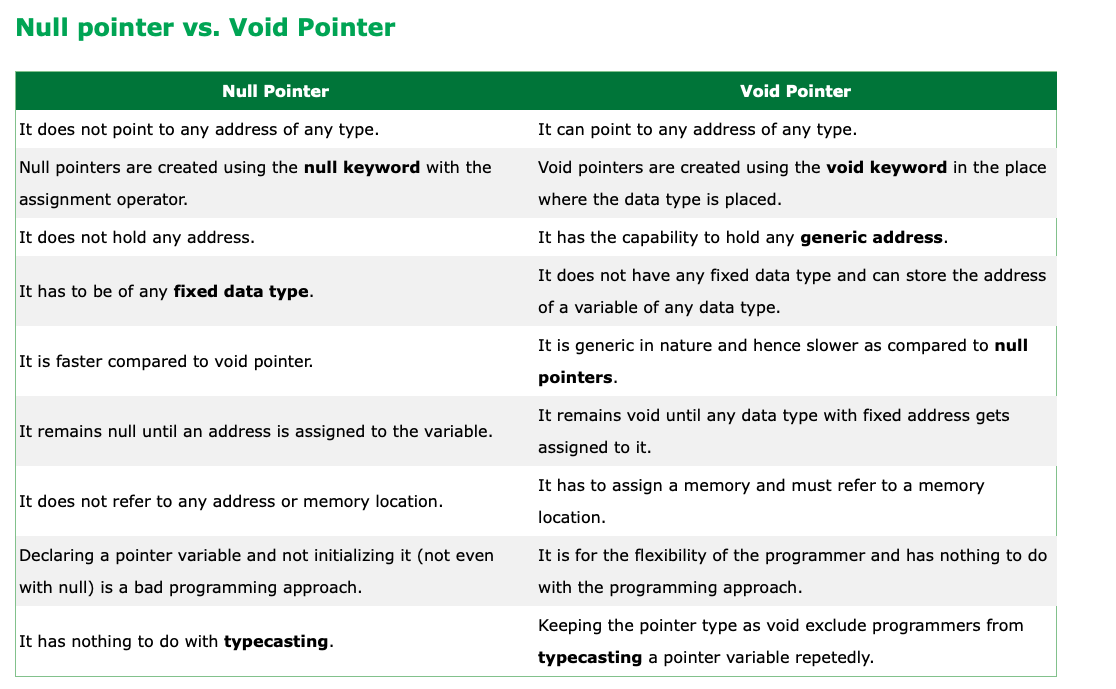 Null pointer vs. Void Pointer
Null Pointer
Void Pointer
It does not point to any address of any type.
It can point to any address of any type.
Null pointers are created using the null keyword with the
assignment operator.
Void pointers are created using the void keyword in the place
where the data type is placed.
It does not hold any address.
It has the capability to hold any generic address.
It has to be of any fixed data type.
It does not have any fixed data type and can store the address
of a variable of any data type.
It is faster compared to void pointer.
It is generic in nature and hence slower as compared to null
pointers.
It remains null until an address is assigned to the variable.
It remains void until any data type with fixed address gets
assigned to it.
It does not refer to any address or memory location.
It has to assign a memory and must refer to a memory
location.
Declaring a pointer variable and not initializing it (not even
with null) is a bad programming approach.
It is for the flexibility of the programmer and has nothing to do
with the programming approach.
It has nothing to do with typecasting.
Keeping the pointer type as void exclude programmers from
typecasting a pointer variable repetedly.